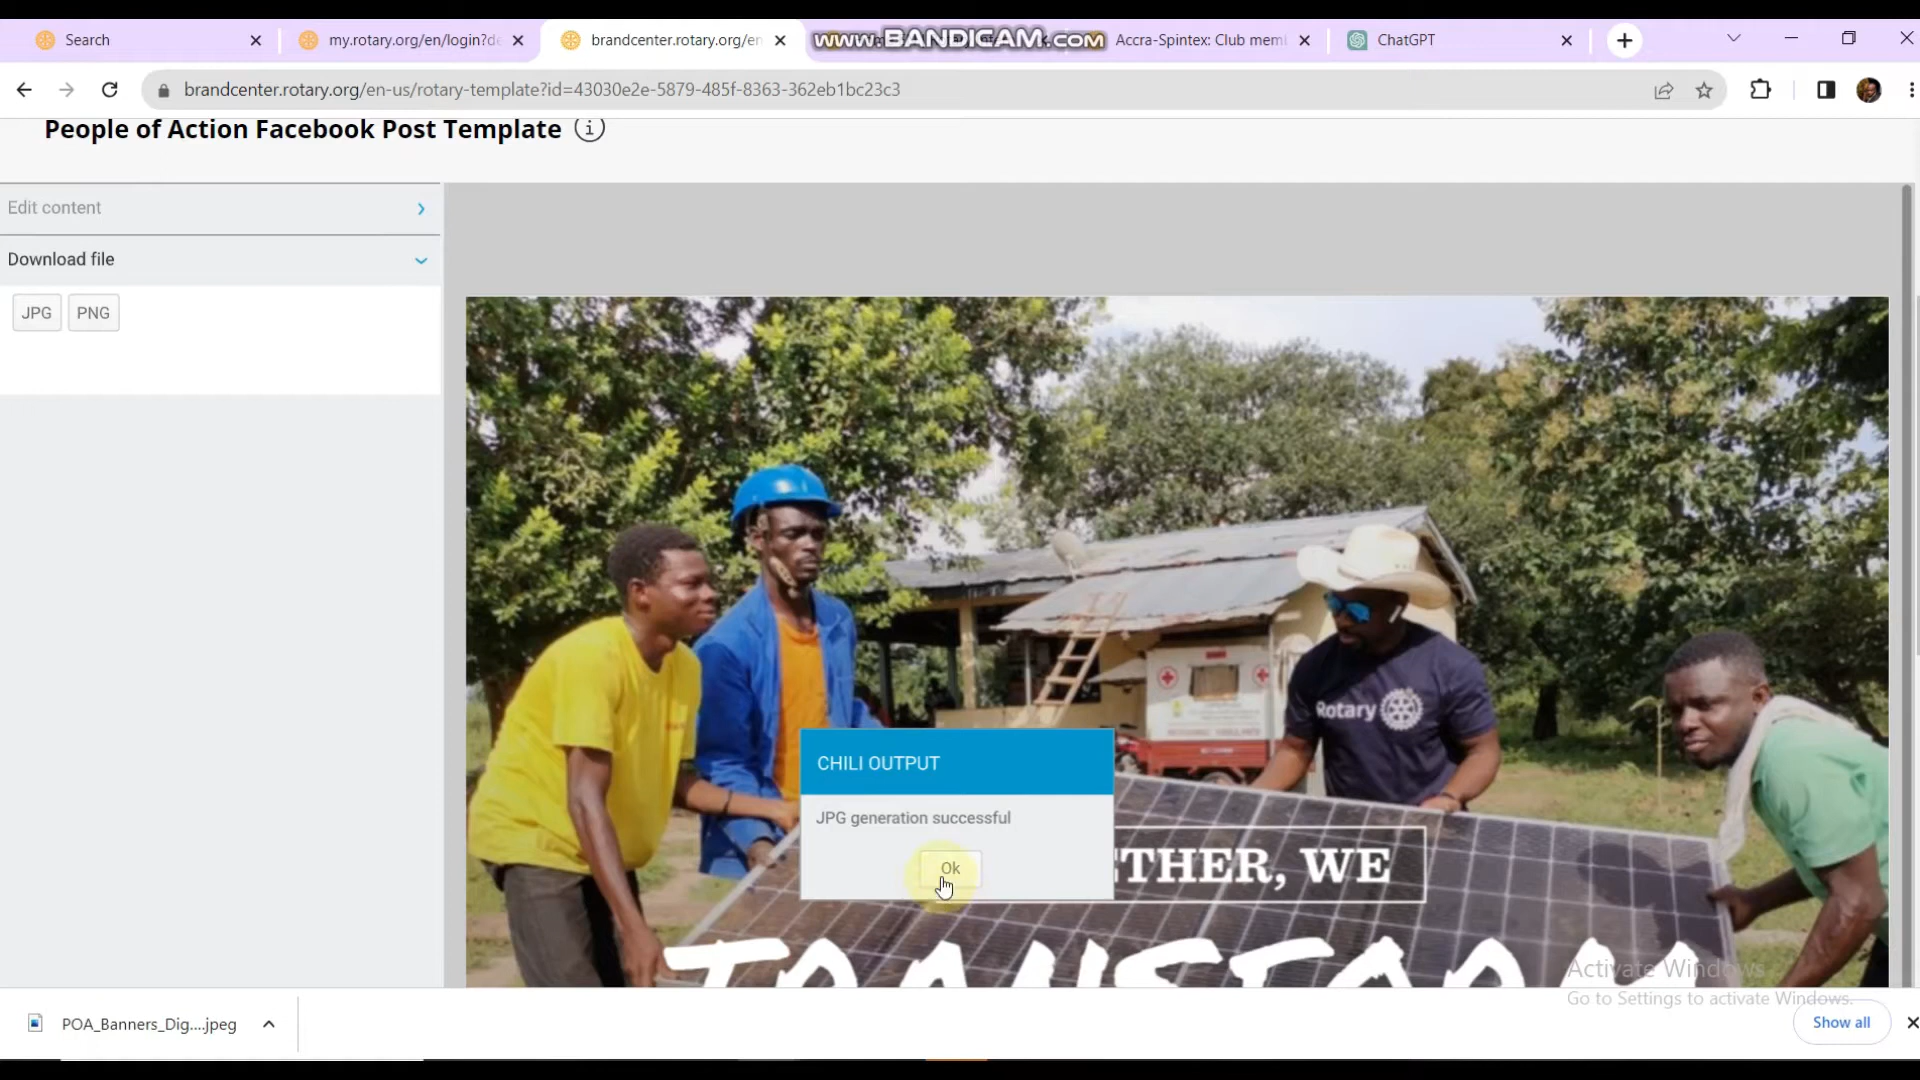 Search
my.rotary.org/en/login?de
brandcenter.rotary.org/en
www.BANDICAM.com
Accra-Spintex: Club mem
ChatGPT
brandcenter.rotary.org/en-us/rotary-template?id=43030e2e-5879-485f-8363-362eb1bc23c3
People of Action Facebook Post Template
Edit content
Download file
JPG PNG
Rotary
CHILI OUTPUT
JPG generation successful
Ok
THER, WE
TRANSFORM
Activate Windows
Go to Settings to activate Windows.
POA_Banners_Dig....jpeg
Show all